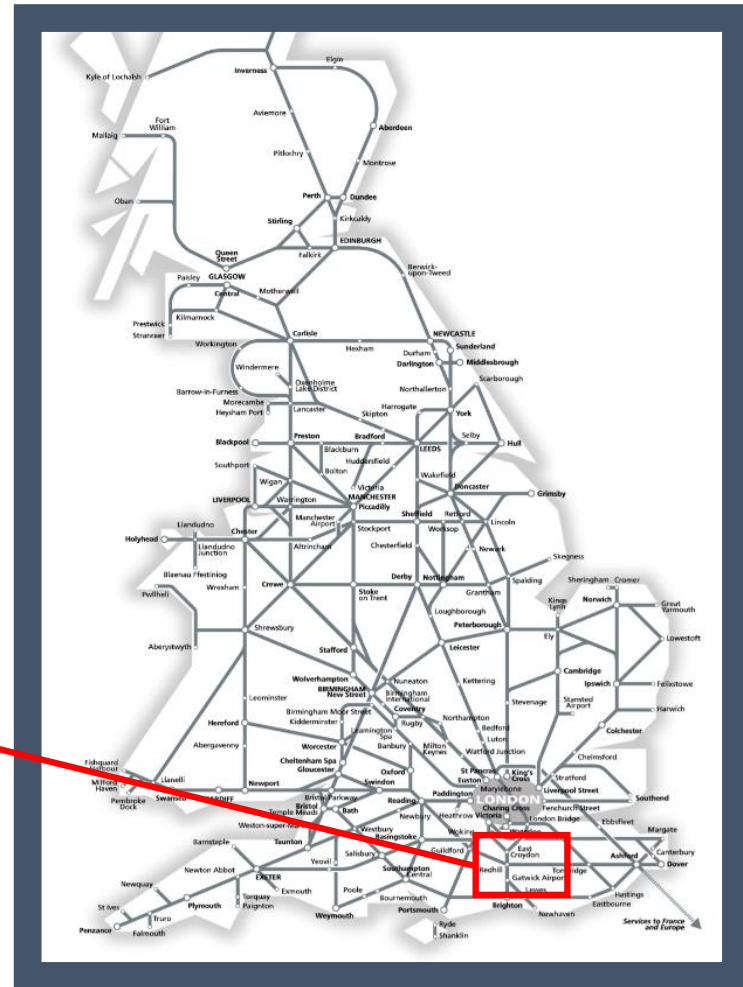 Elgin
Inverness
Kyle of Lochalsh
Aviemore
Fort
William
Aberdeen
Mallaig
Pitlochry
Montrose
Perth
Dundee
Oban
Stirling
Kirkcaldy
EDINBURGH
Queen
Street
Falkirk
Berwick-
upon-Tweed
Paisley
GLASGOW
Central
Motherwell
Prestwick
Kilmarnock
Stranraer
Carlisle
NEWCASTLE
Workington
Hexham
Sunderland
Durham
Darlington
Middlesbrough
Windermere
Scarborough
Oxenholme
Lake District
Northallerton
Barrow-in-Furness
Morecambe
Heysham Port
Lancaster
Harrogate
York
Skipton
Blackpool
Preston
Bradford
Selby
Hull
Blackburn
LEEDS
Southport
Huddersfield
Bolton
Wakefield
Wigan
Victoria
Doncaster
Grimsby
LIVERPOOL
Warrington
MANCHESTER
Piccadilly
Sheffield
Retford
Llandudno
Manchester
Airport
Stockport
Worksop
Lincoln
Holyhead
Chester
Llandudno
Junction
Altrincham
Chesterfield
Newark
Skegness
Blaenau Ffestiniog
Wrexham
Crewe
Stoke
on Trent
Derby
Nottingham
Grantham
Spalding
Sheringham
Cromer
Pwllheli
Kings
Lynn
Norwich
Great
Yarmouth
Loughborough
Shrewsbury
Peterborough
Aberystwyth
Stafford
Leicester
Ely
Lowestoft
Wolverhampton
Nuneaton
Kettering
Cambridge
BIRMINGHAM
New Street
Birmingham
International
Ipswich
Felixstowe
Leominster
Coventry
Stevenage
Stansted
Airport
Harwich
Birmingham Moor Street
Kidderminster
Rugby
Northampton
Hereford
Leamington
Spa
Bedford
Colchester
Abergavenny
Worcester
Banbury
Milton
Keynes
Luton
Watford Junction
Chelmsford
Cheltenham Spa
Gloucester
Oxford
St Pancras
King's
Cross
Stratford
Fishguard
Harbour
Milford
Haven
Llanelli
Newport
Swindon
Euston
Marylebone
Liverpool Street
Pembroke
Dock
Swansea
CARDIFF
Bristol Parkway
Paddington
LONDON
Southend
Bristol
Temple Meads
Bath
Reading
Fenchurch Street
Newbury
Heathrow
Victoria
Charing Cross
London Bridge
Ebbsfleet
Weston-super-Mare
Westbury
Basingstoke
Woking
Margate
Barnstaple
Taunton
Guildford
East
Croydon
Canterbury
Salisbury
Redhill
Tonbridge
Ashford
Dover
Newton Abbot
Yeovil
Southampton
Central
Gatwick Airport
Newquay
EXETER
Exmouth
Poole
Lewes
Hastings
Torquay
Paignton
Bournemouth
Eastbourne
St Ives
Plymouth
Portsmouth
Brighton
Newhaven
Truro
Weymouth
Penzance
Falmouth
Ryde
Shanklin
Services to France
and Europe